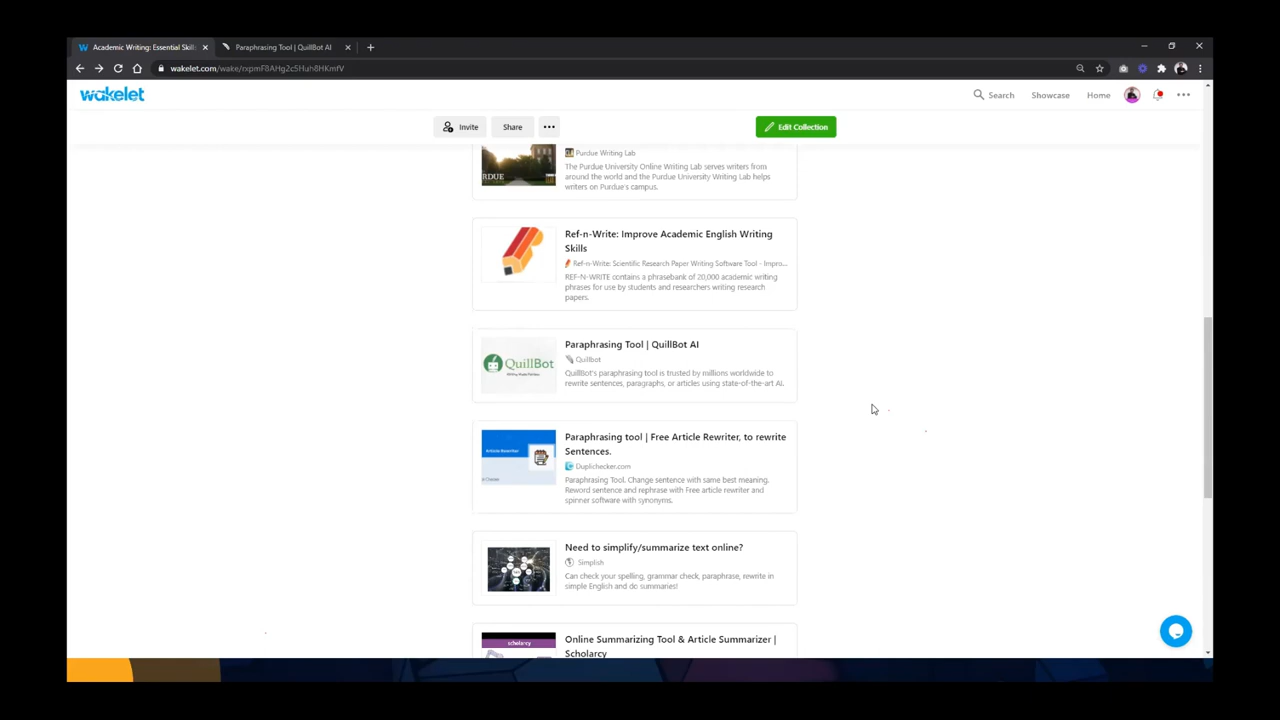 Academic Writing: Essential Skill
Paraphrasing Tool | QuillBot AI
wakelet.com/wake/rxpmF8AHg2c5Huh8HKmfV
wakelet
Search
Showcase
Home
Invite
Share
Edit Collection
RDUE
Purdue Writing Lab
The Purdue University Online Writing Lab serves writers from
around the world and the Purdue University Writing Lab helps
writers on Purdue's campus.
Ref-n-Write: Improve Academic English Writing
Skills
Ref-n-Write: Scientific Research Paper Writing Software Tool - Impro...
REF-N-WRITE contains a phrasebank of 20,000 academic writing
phrases for use by students and researchers writing research
papers.
QuillBot
Paraphrasing Tool | QuillBot AI
Quillbot
QuillBot's paraphrasing tool is trusted by millions worldwide to
rewrite sentences, paragraphs, or articles using state-of-the-art AI.
Article Rewriter
Paraphrasing tool | Free Article Rewriter, to rewrite
Sentences.
Duplichecker.com
Paraphrasing Tool. Change sentence with same best meaning.
Reword sentence and rephrase with Free article rewriter and
spinner software with synonyms.
Need to simplify/summarize text online?
Simplish
Can check your spelling, grammar check, paraphrase, rewrite in
simple English and do summaries!
scholarcy
Online Summarizing Tool & Article Summarizer |
Scholarcy